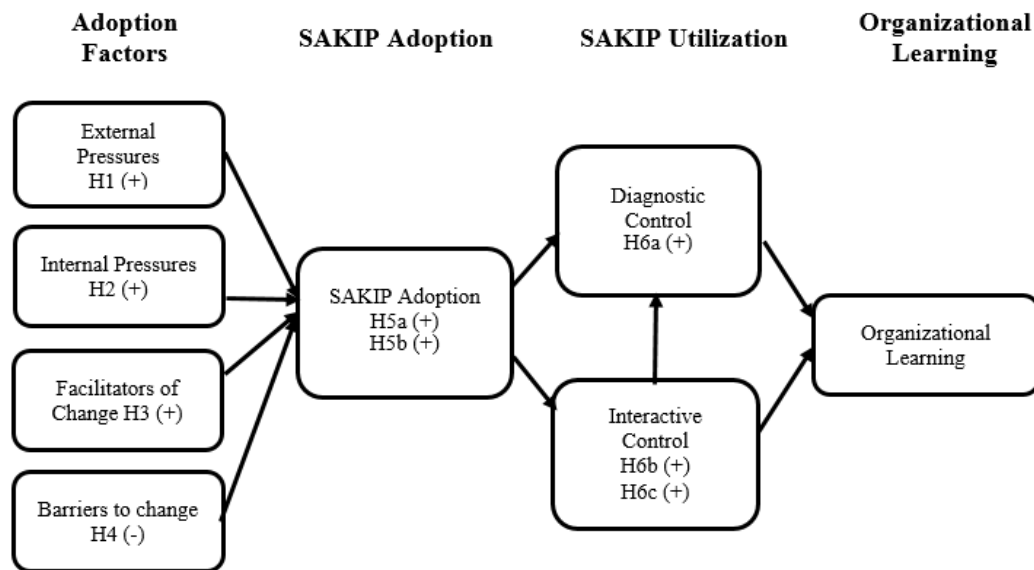 Adoption
Factors
SAKIP Adoption
SAKIP Utilization
Organizational
Learning
External
Pressures
H1 (+)
Internal Pressures
H2 (+)
Facilitators of
Change H3 (+)
Barriers to change
H4 (-)
SAKIP Adoption
H5a (+)
H5b (+)
Diagnostic
Control
H6a (+)
Interactive
Control
H6b (+)
H6c (+)
Organizational
Learning